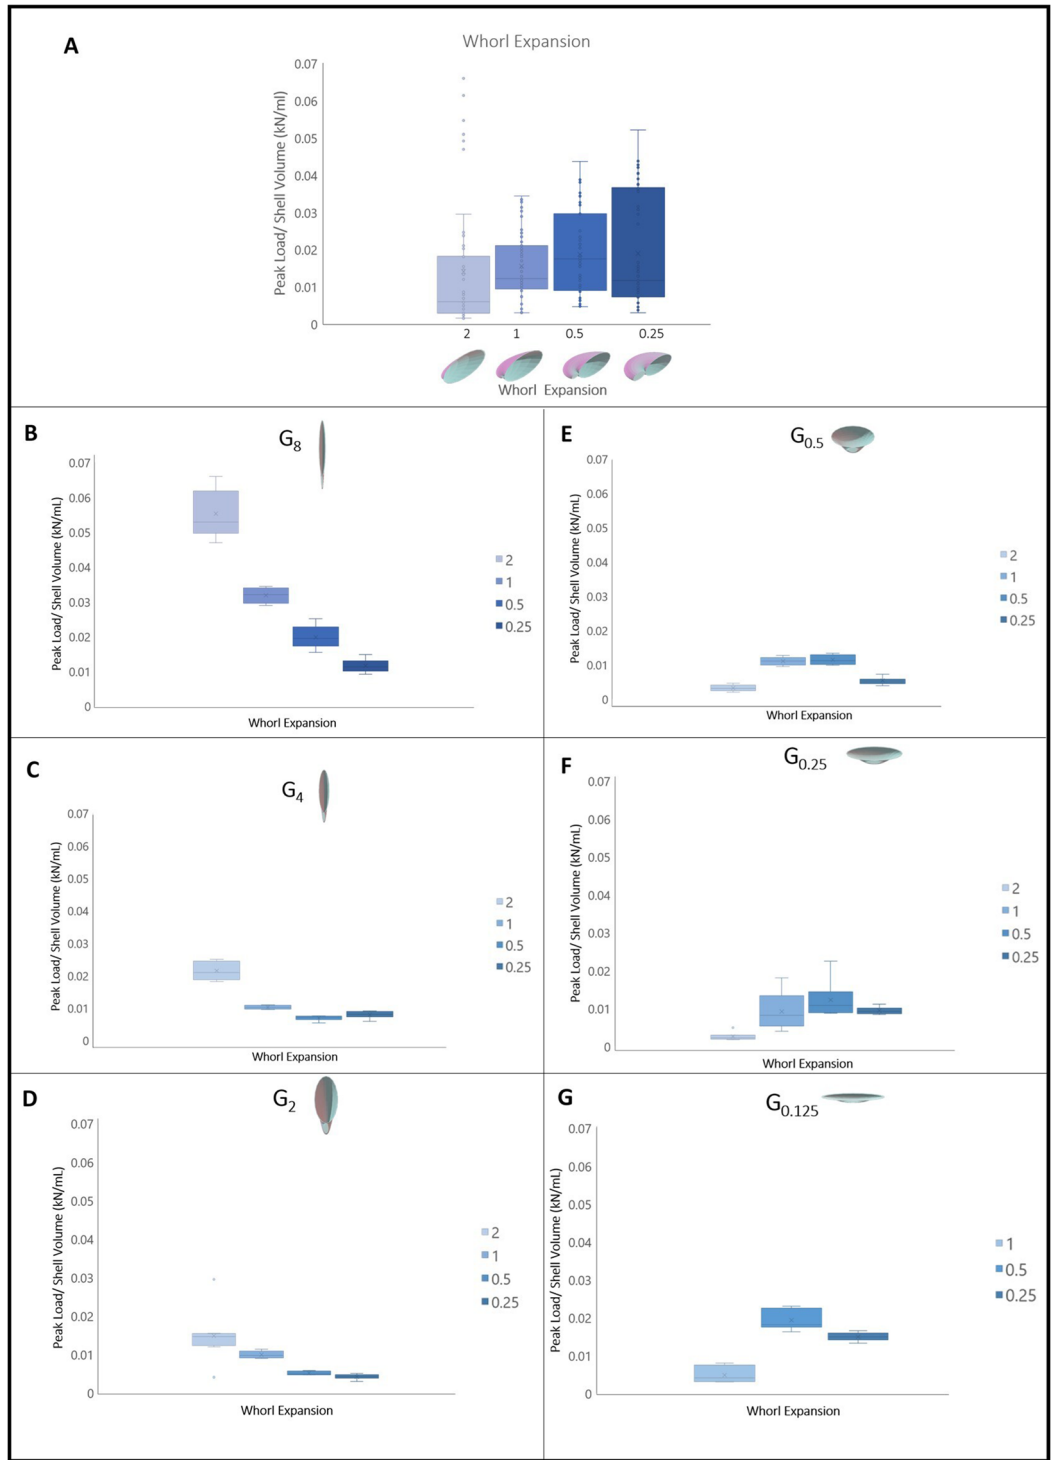 A
Whorl Expansion
Peak Load/ Shell Volume (kN/ml)
0.07
0.06
0.05
0.04
0.03
0.02
0.01
0
2 1 0.5 0.25
Whorl Expansion
B
G8
Peak Load/ Shell Volume (kN/mL)
0.07
0.06
0.05
0.04
0.03
0.02
0.01
0
2
1
0.5
0.25
Whorl Expansion
C
G4
Peak Load/ Shell Volume (kN/mL)
0.07
0.06
0.05
0.04
0.03
0.02
0.01
0
2
1
0.5
0.25
Whorl Expansion
D
G2
Peak Load/ Shell Volume (kN/mL)
0.07
0.06
0.05
0.04
0.03
0.02
0.01
0
2
1
0.5
0.25
Whorl Expansion
E
G0.5
Peak Load/ Shell Volume (kN/mL)
0.07
0.06
0.05
0.04
0.03
0.02
0.01
0
2
1
0.5
0.25
Whorl Expansion
F
G0.25
Peak Load/ Shell Volume (kN/mL)
0.07
0.06
0.05
0.04
0.03
0.02
0.01
0
2
1
0.5
0.25
Whorl Expansion
G
G0.125
Peak Load/ Shell Volume (kN/mL)
0.07
0.06
0.05
0.04
0.03
0.02
0.01
0
1
0.5
0.25
Whorl Expansion